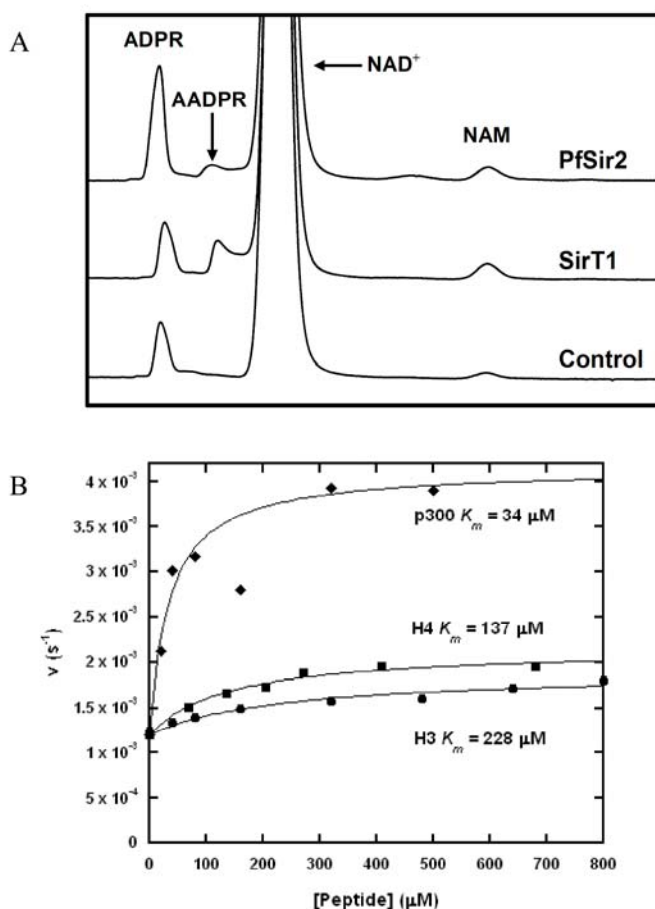 A
ADPR
AADPR
NAD⁺
NAM
PfSir2
SirT1
Control
B
4 x 10⁻³
3.5 x 10⁻³
3 x 10⁻³
2.5 x 10⁻³
2 x 10⁻³
1.5 x 10⁻³
1 x 10⁻³
5 x 10⁻⁴
0
v (s⁻¹)
p300 Kₘ = 34 μM
H4 Kₘ = 137 μM
H3 Kₘ = 228 μM
0 100 200 300 400 500 600 700 800
[Peptide] (μM)